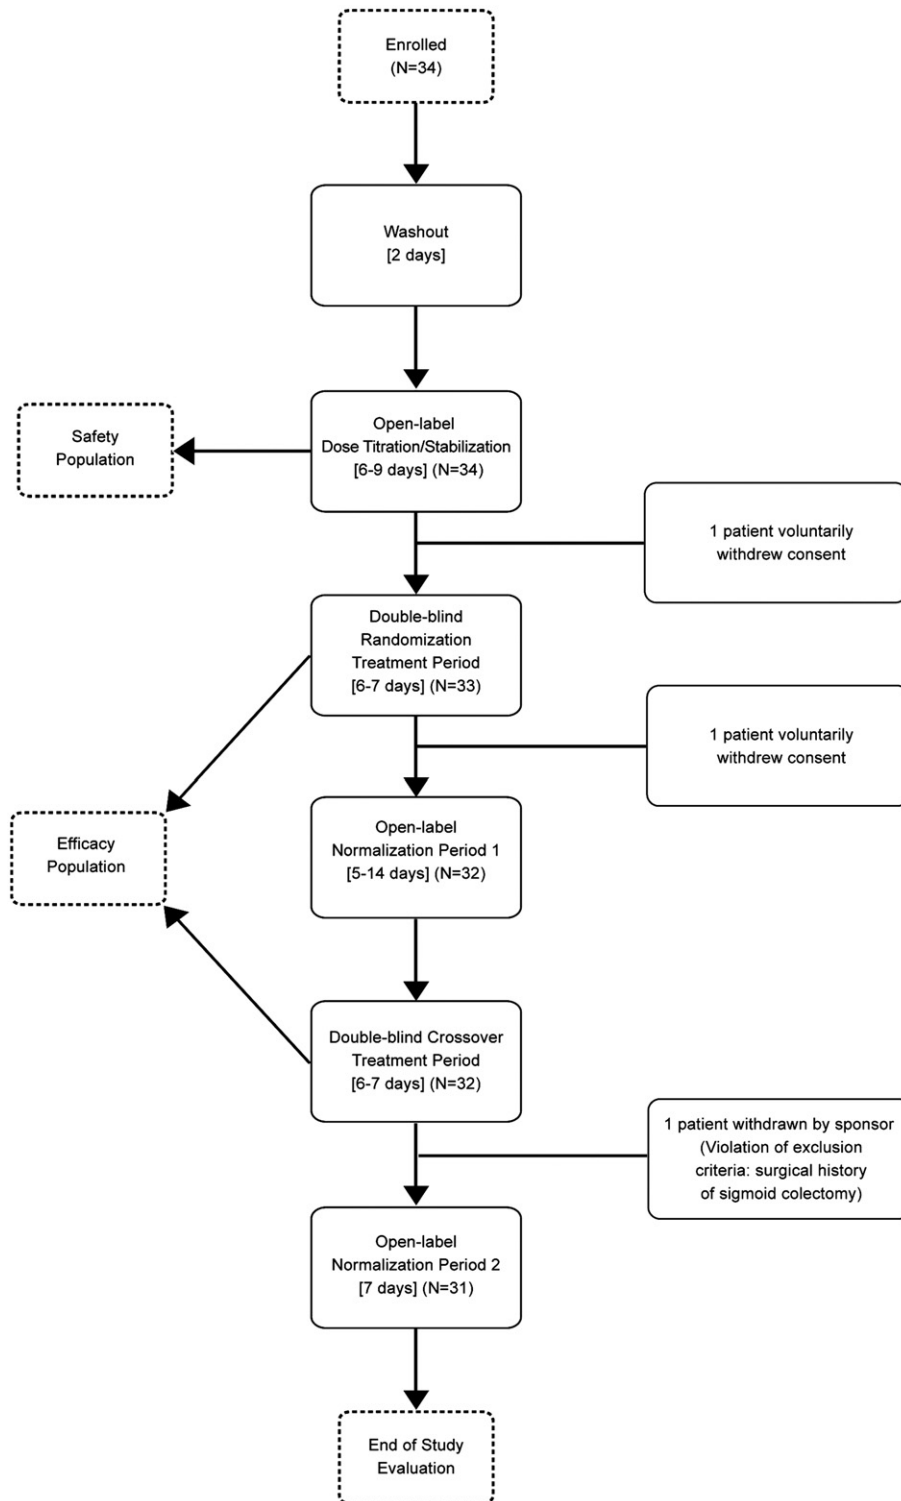 Enrolled
(N=34)
Washout
[2 days]
Open-label
Dose Titration/Stabilization
[6-9 days] (N=34)
Safety
Population
1 patient voluntarily
withdrew consent
Double-blind
Randomization
Treatment Period
[6-7 days] (N=33)
1 patient voluntarily
withdrew consent
Open-label
Normalization Period 1
[5-14 days] (N=32)
Efficacy
Population
Double-blind Crossover
Treatment Period
[6-7 days] (N=32)
1 patient withdrawn by sponsor
(Violation of exclusion
criteria: surgical history
of sigmoid colectomy)
Open-label
Normalization Period 2
[7 days] (N=31)
End of Study
Evaluation